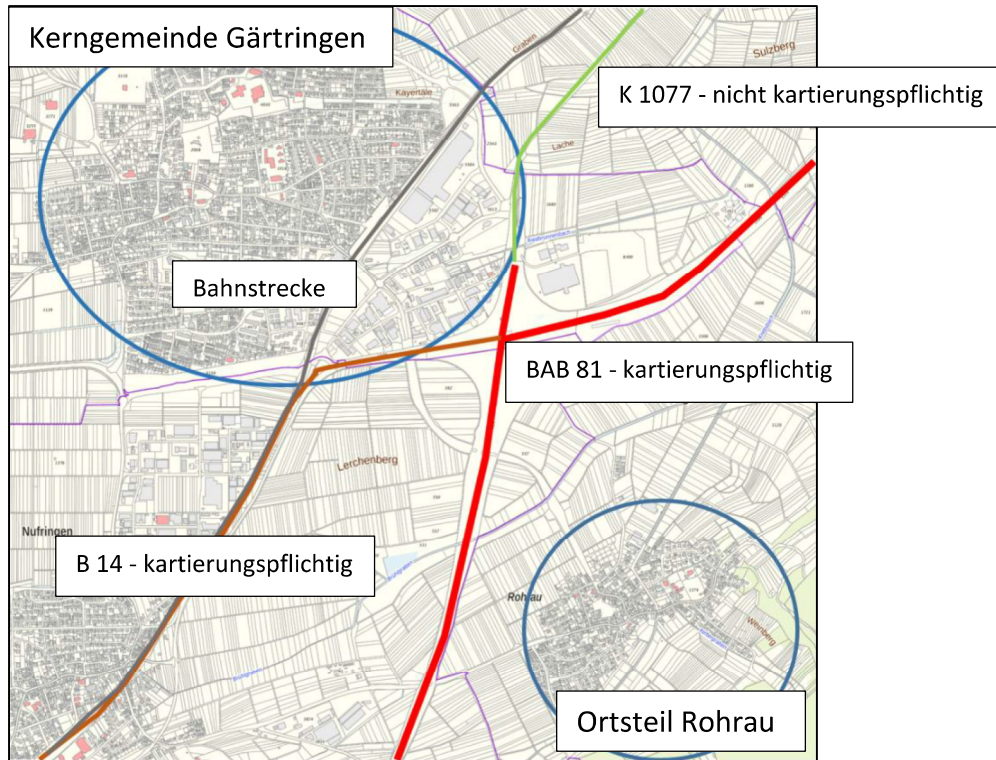 Kerngemeinde Gärtringen
Graben
Sulzberg
Kayertäle
K 1077 - nicht kartierungspflichtig
Lache
Bahnstrecke
BAB 81 - kartierungspflichtig
Lerchenberg
Nufringen
B 14 - kartierungspflichtig
Rohrau
Weinberg
Ortsteil Rohrau